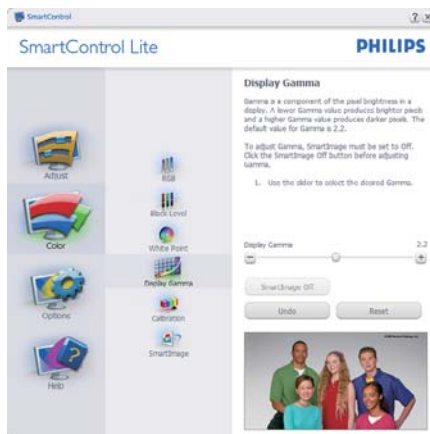 SmartControl
SmartControl Lite
PHILIPS
Adjust
Color
Options
Help
RGB
Black Level
White Point
Display Gamma
Calibration
SmartImage
Display Gamma
Gamma is a component of the pixel brightness in a
display. A lower Gamma value produces brighter pixels
and a higher Gamma value produces darker pixels. The
default value for Gamma is 2.2.
To adjust Gamma, SmartImage must be set to Off.
Click the SmartImage Off button before adjusting
Gamma.
1. Use the slider to select the desired Gamma.
Display Gamma 2.2
SmartImage Off
Undo Reset